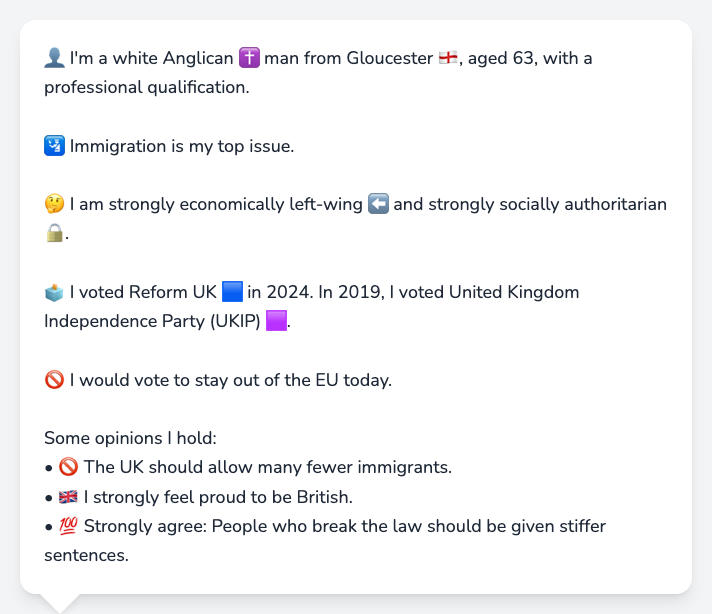 👤 I'm a white Anglican ✝️ man from Gloucester 🏴󠁧󠁢󠁥󠁮󠁧󠁿, aged 63, with a
professional qualification.
🛂 Immigration is my top issue.
🤔 I am strongly economically left-wing ⬅️ and strongly socially authoritarian
🔒.
🗳️ I voted Reform UK 🟦 in 2024. In 2019, I voted United Kingdom
Independence Party (UKIP) 🟪.
🚫 I would vote to stay out of the EU today.
Some opinions I hold:
• 🚫 The UK should allow many fewer immigrants.
• 🇬🇧 I strongly feel proud to be British.
• 💯 Strongly agree: People who break the law should be given stiffer
sentences.